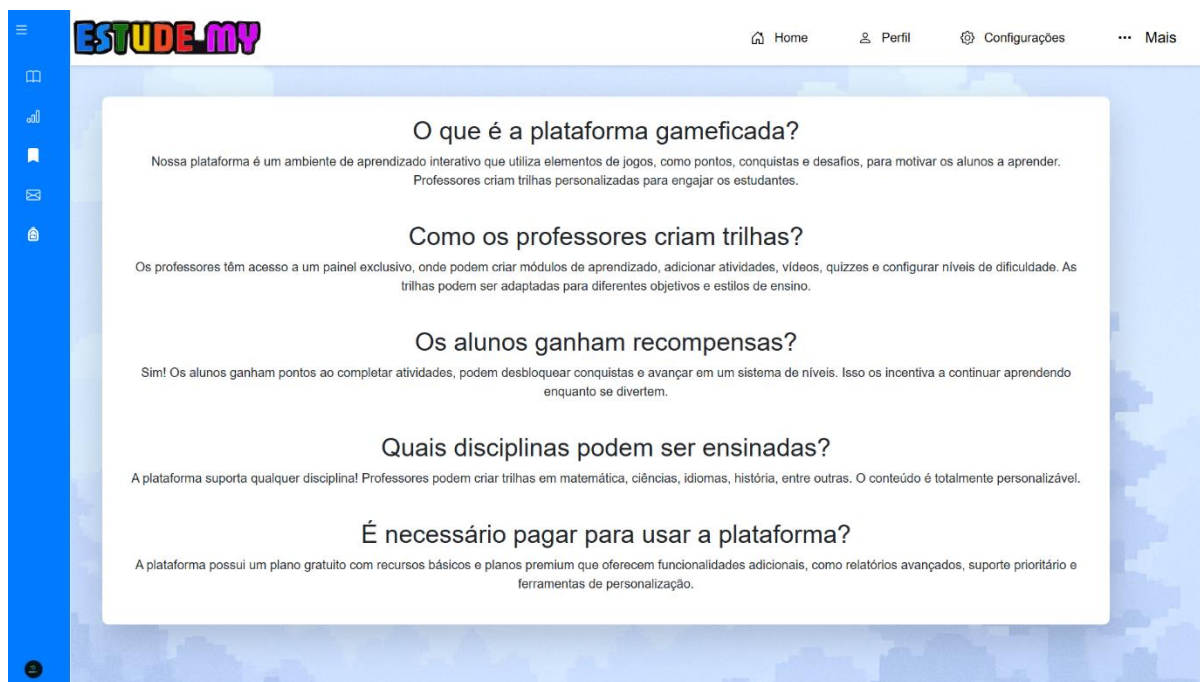 ESTUDE-MY
Home
Perfil
Configurações
Mais
O que é a plataforma gameficada?
Nossa plataforma é um ambiente de aprendizado interativo que utiliza elementos de jogos, como pontos, conquistas e desafios, para motivar os alunos a aprender.
Professores criam trilhas personalizadas para engajar os estudantes.
Como os professores criam trilhas?
Os professores têm acesso a um painel exclusivo, onde podem criar módulos de aprendizado, adicionar atividades, vídeos, quizzes e configurar níveis de dificuldade. As
trilhas podem ser adaptadas para diferentes objetivos e estilos de ensino.
Os alunos ganham recompensas?
Sim! Os alunos ganham pontos ao completar atividades, podem desbloquear conquistas e avançar em um sistema de níveis. Isso os incentiva a continuar aprendendo
enquanto se divertem.
Quais disciplinas podem ser ensinadas?
A plataforma suporta qualquer disciplina! Professores podem criar trilhas em matemática, ciências, idiomas, história, entre outras. O conteúdo é totalmente personalizável.
É necessário pagar para usar a plataforma?
A plataforma possui um plano gratuito com recursos básicos e planos premium que oferecem funcionalidades adicionais, como relatórios avançados, suporte prioritário e
ferramentas de personalização.